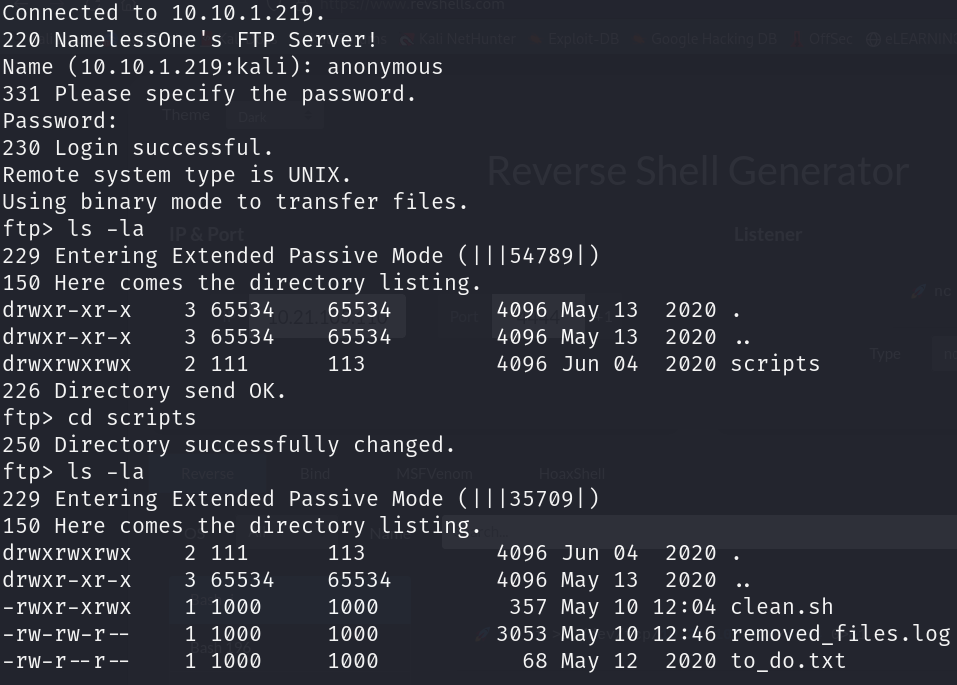 www.revshells.com
Connected to 10.10.1.219.
220 NamelessOne's FTP Server!
Kali NetHunter Exploit-DB Google Hacking DB OffSec
Name (10.10.1.219:kali): anonymous
331 Please specify the password.
Theme Dark
Password:
230 Login successful.
Remote system type is UNIX.
Reverse Shell Generator
Using binary mode to transfer files.
ftp> ls -la
IP & Port Listener
229 Entering Extended Passive Mode (|||54789|)
150 Here comes the directory listing.
drwxr-xr-x    3 65534    65534        4096 May 13  2020 .
Port
drwxr-xr-x    3 65534    65534        4096 May 13  2020 ..
Type
drwxrwxrwx    2 111      113          4096 Jun 04  2020 scripts
226 Directory send OK.
ftp> cd scripts
250 Directory successfully changed.
ftp> ls -la
Reverse Bind MSFVenom HoaxShell
229 Entering Extended Passive Mode (|||35709|)
150 Here comes the directory listing.
Name
drwxrwxrwx    2 111      113          4096 Jun 04  2020 .
drwxr-xr-x    3 65534    65534        4096 May 13  2020 ..
-rwxr-xrwx    1 1000     1000          357 May 10 12:04 clean.sh
-rw-rw-r--    1 1000     1000         3053 May 10 12:46 removed_files.log
-rw-r--r--    1 1000     1000           68 May 12  2020 to_do.txt